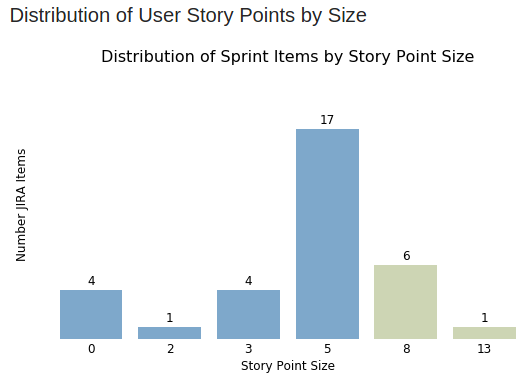 Distribution of User Story Points by Size
Distribution of Sprint Items by Story Point Size
17
6
4
4
1
1
Number JIRA Items
0 2 3 5 8 13
Story Point Size